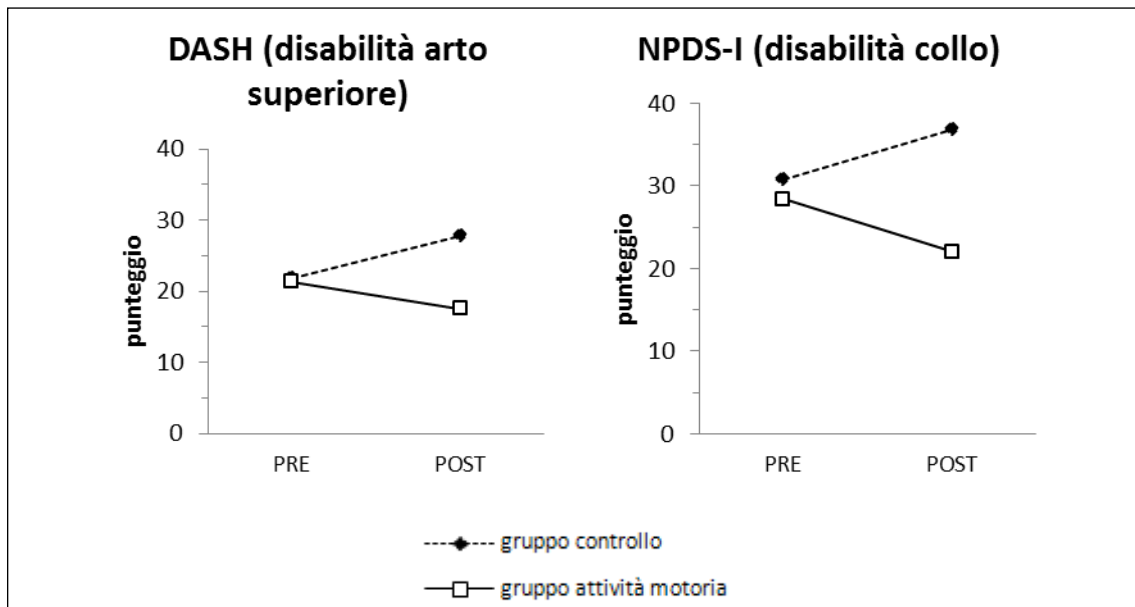 DASH (disabilità arto
superiore)
40
30
20
10
0
punteggio
PRE
POST
NPDS-I (disabilità collo)
40
30
20
10
0
punteggio
PRE
POST
gruppo controllo
gruppo attività motoria